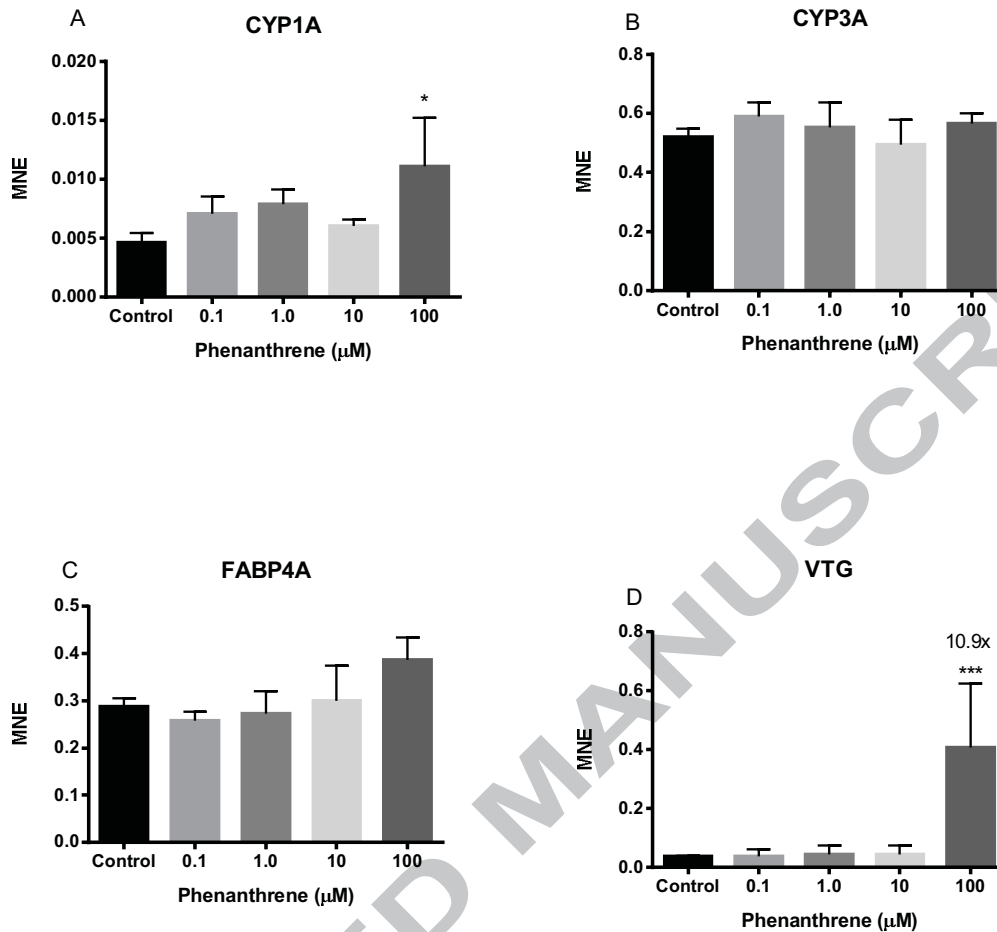 A
CYP1A
MNE
0.020
0.015
0.010
0.005
0.000
*
Control 0.1 1.0 10 100
Phenanthrene (μM)
B
CYP3A
MNE
0.8
0.6
0.4
0.2
0.0
Control 0.1 1.0 10 100
Phenanthrene (μM)
C
FABP4A
MNE
0.5
0.4
0.3
0.2
0.1
0.0
Control 0.1 1.0 10 100
Phenanthrene (μM)
D
VTG
MNE
0.8
0.6
0.4
0.2
0.0
10.9x
***
Control 0.1 1.0 10 100
Phenanthrene (μM)
ED MANUSCR